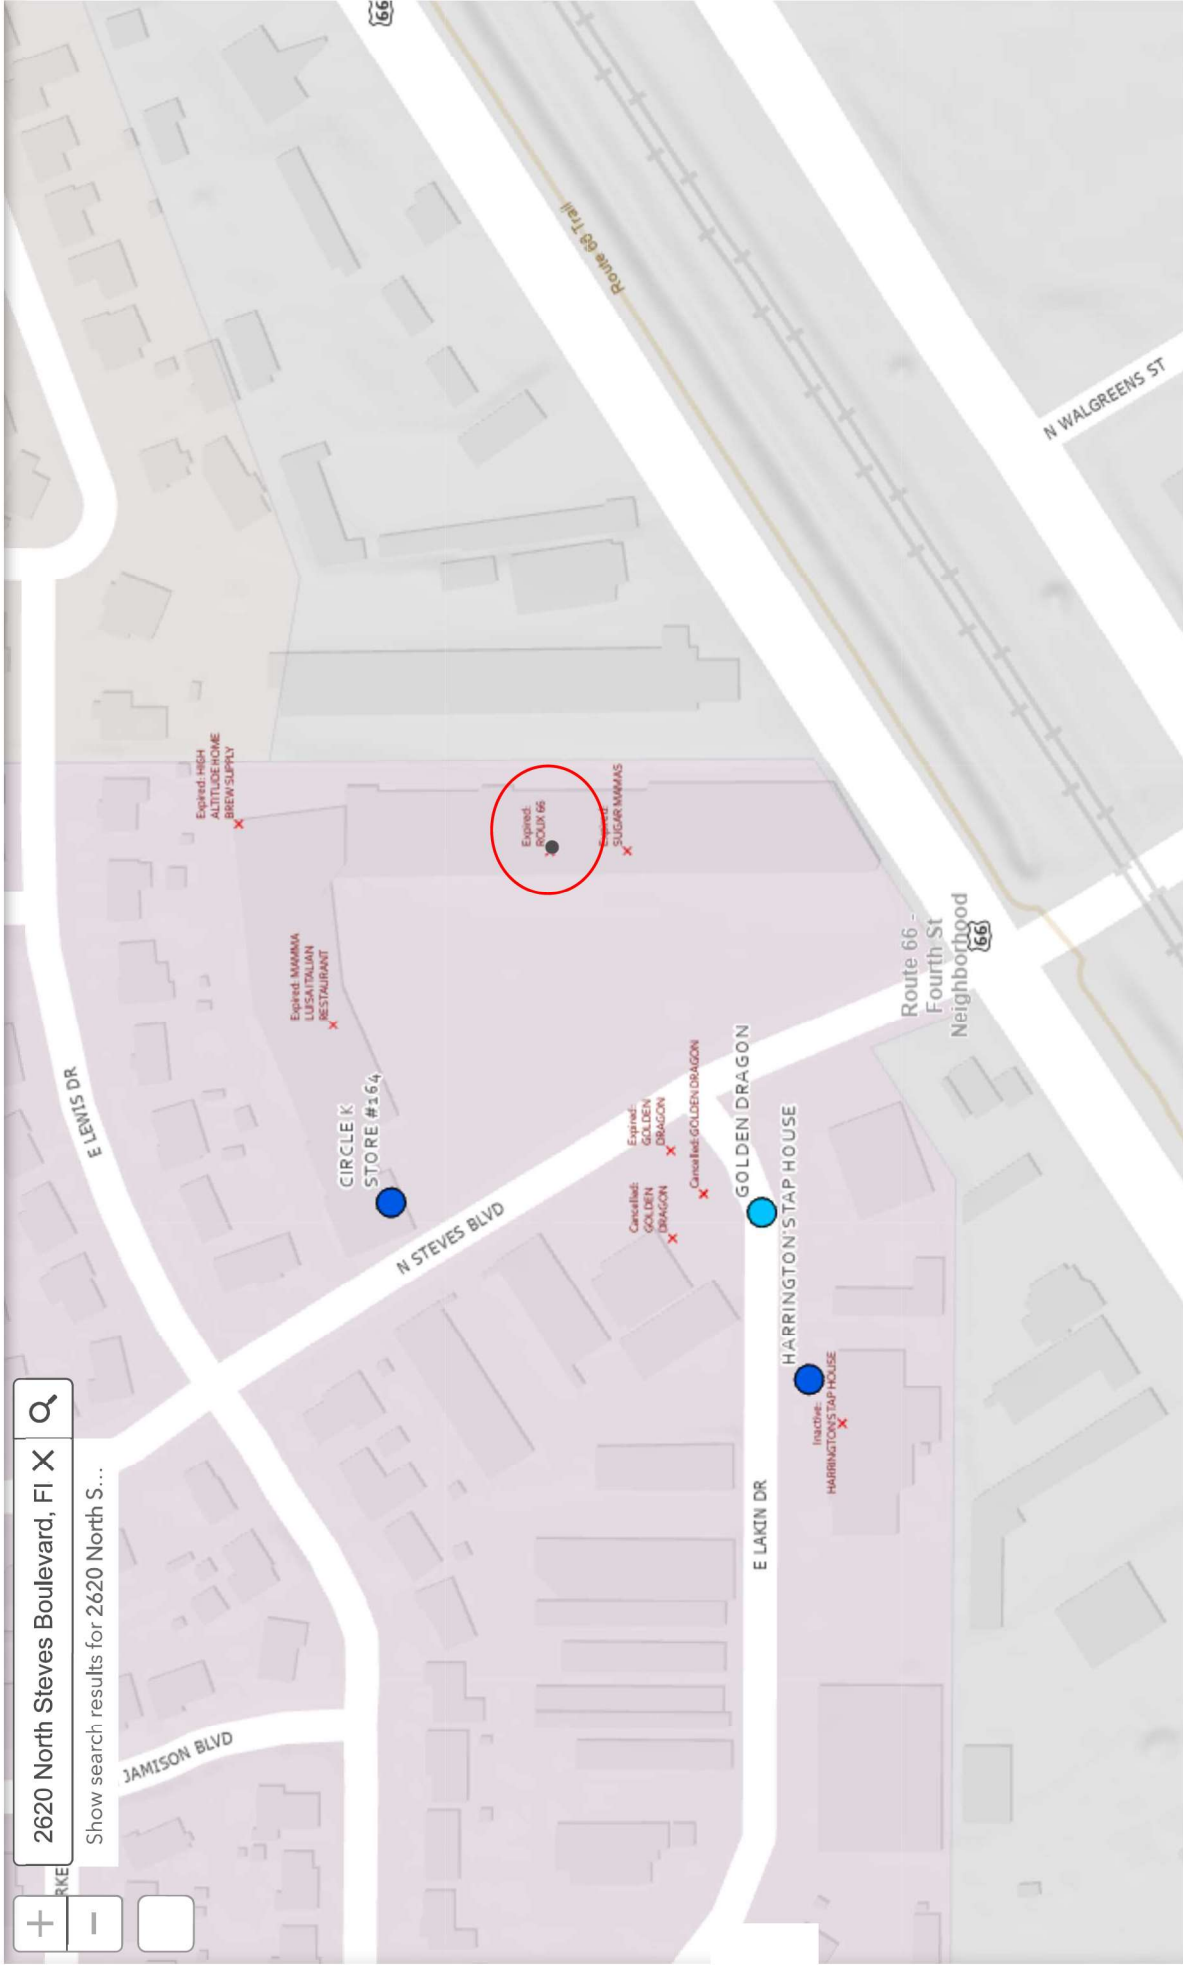 2620 North Steves Boulevard, Fl
Show search results for 2620 North S...
RKE
JAMISON BLVD
E LEWIS DR
N STEVES BLVD
E LAKIN DR
CIRCLE K
STORE #164
Expired: MAMMA
LUISA ITALIAN
RESTAURANT
Expired: HIGH
ALTITUDE HOME
BREW SUPPLY
Expired:
ROUX 66
Expired:
SUGAR MAMAS
Cancelled:
GOLDEN
DRAGON
Expired:
GOLDEN
DRAGON
Cancelled: GOLDEN DRAGON
GOLDEN DRAGON
HARRINGTON'S TAP HOUSE
Inactive:
HARRINGTON'S TAP HOUSE
Route 66 -
Fourth St
Neighborhood
66
66
Route 66 Trail
N WALGREENS ST